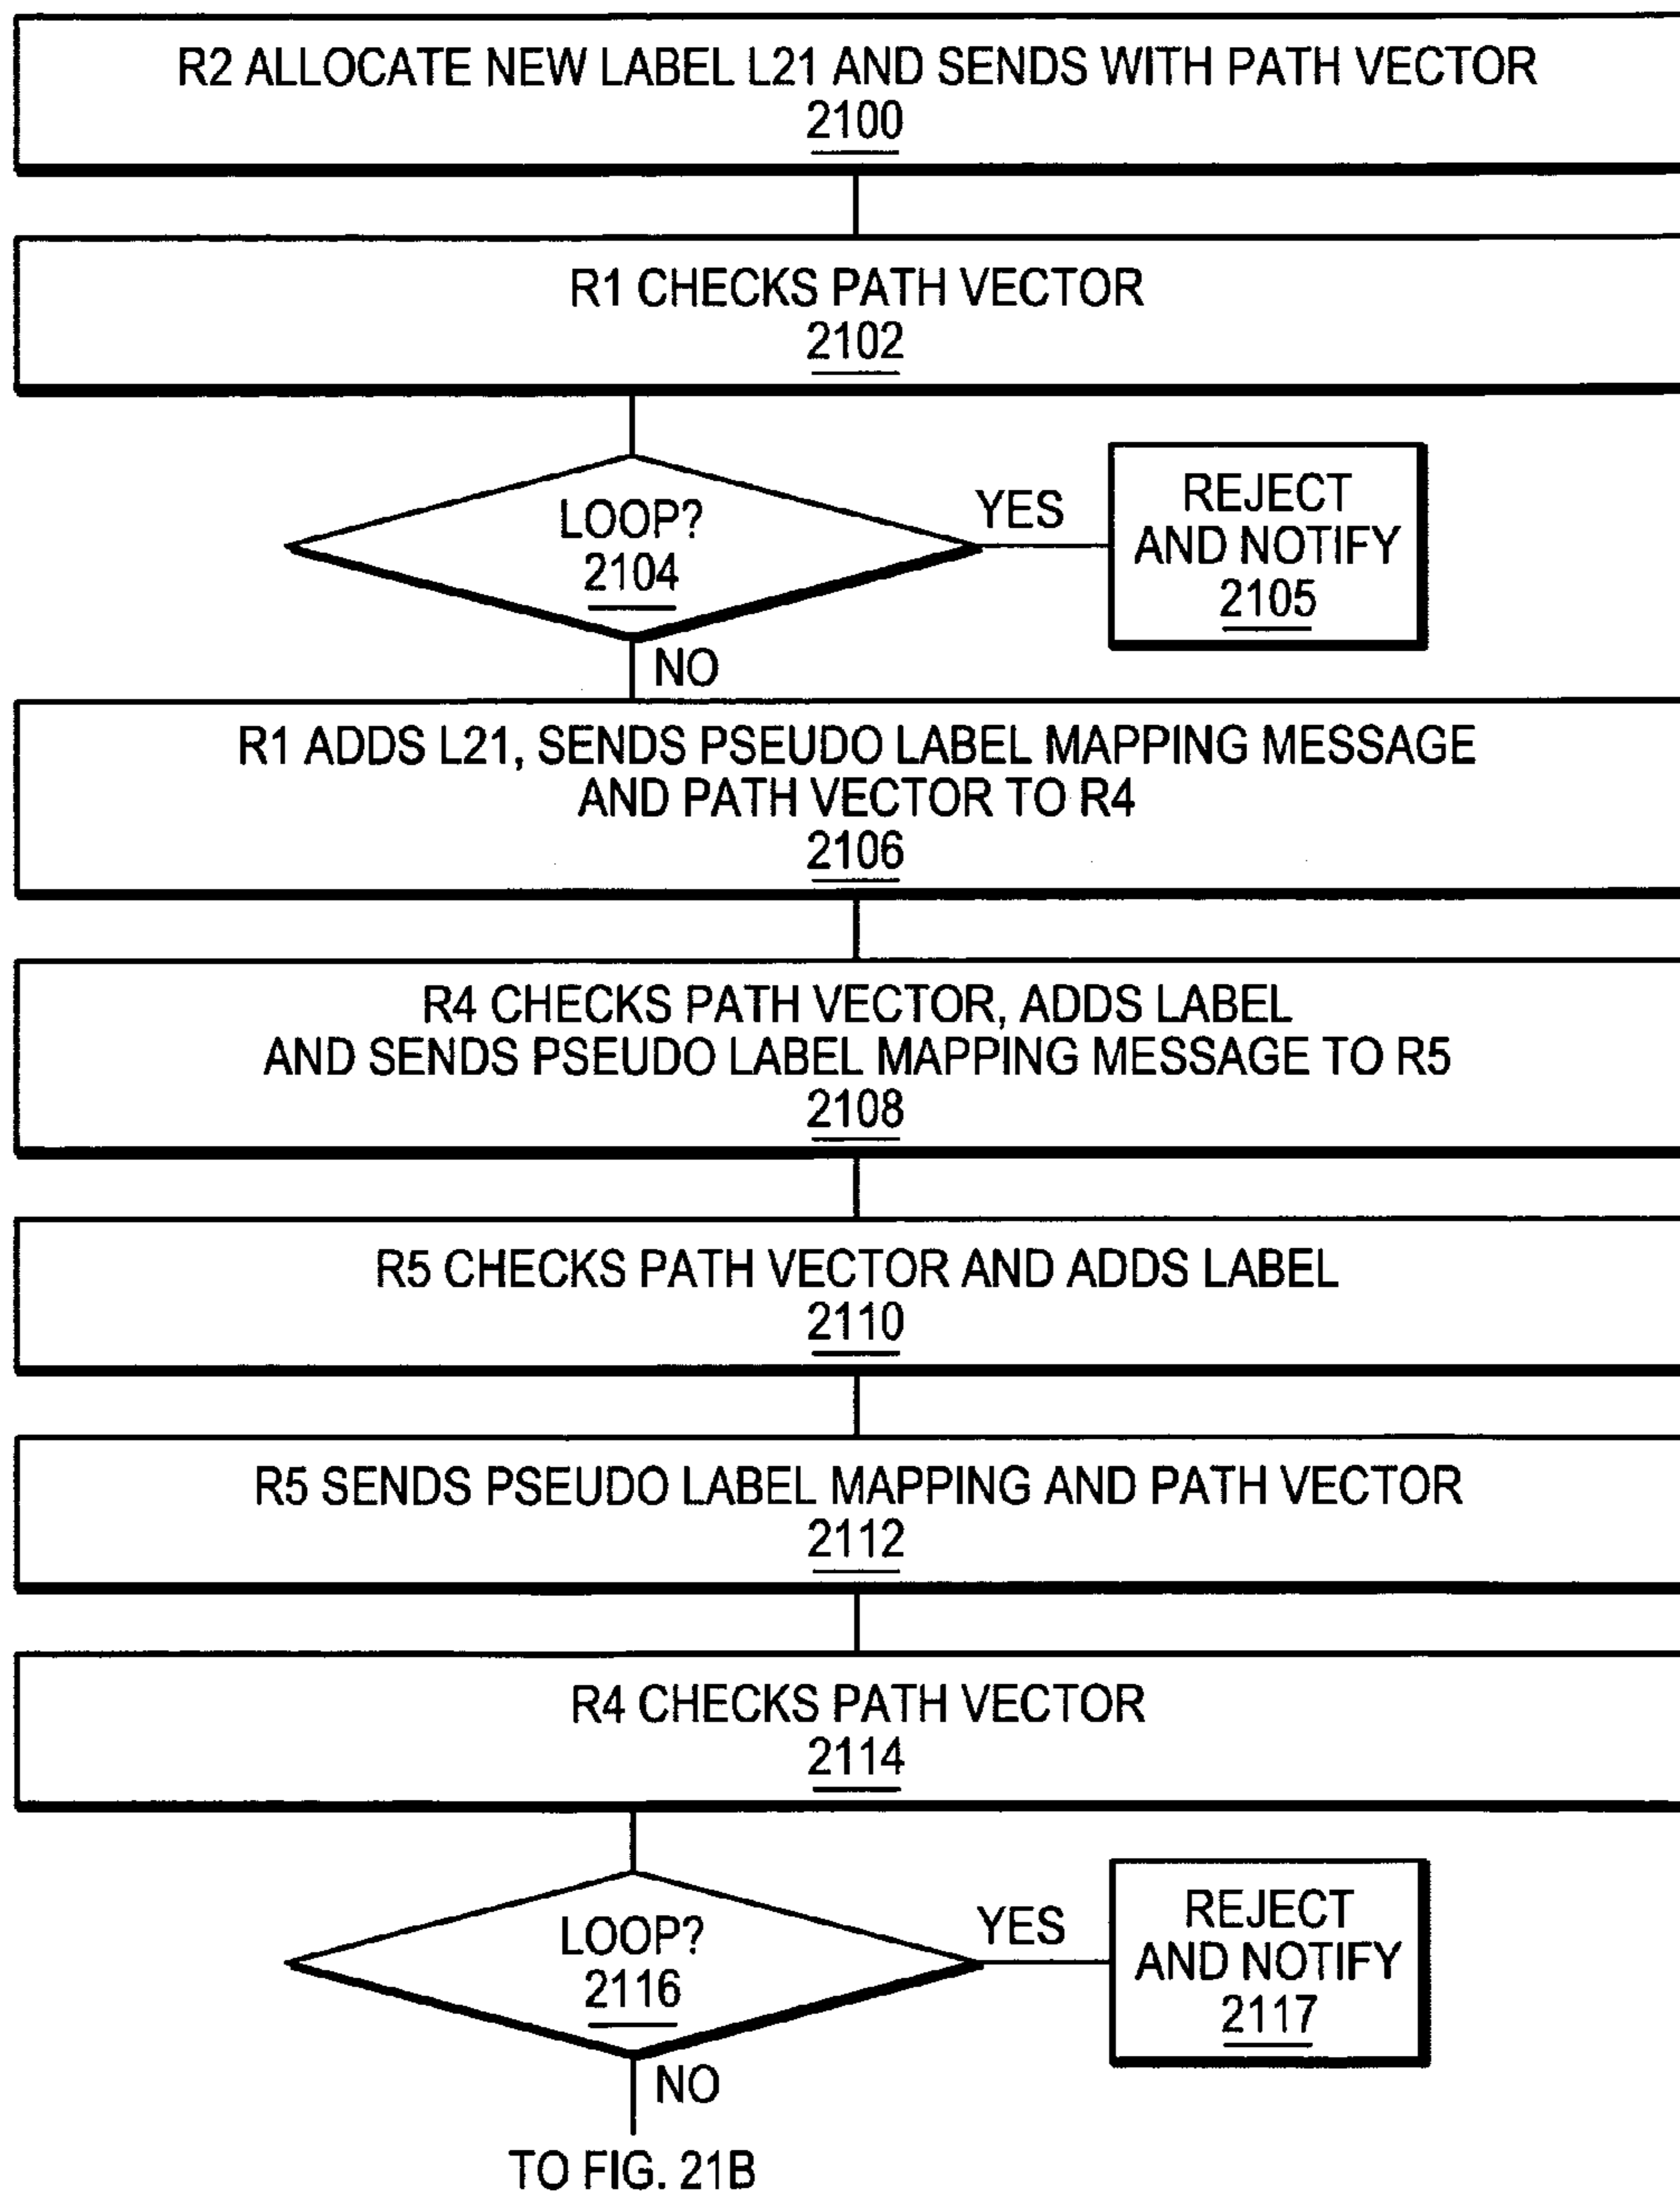 R2 ALLOCATE NEW LABEL L21 AND SENDS WITH PATH VECTOR
2100
R1 CHECKS PATH VECTOR
2102
LOOP?
2104
YES
REJECT
AND NOTIFY
2105
NO
R1 ADDS L21, SENDS PSEUDO LABEL MAPPING MESSAGE
AND PATH VECTOR TO R4
2106
R4 CHECKS PATH VECTOR, ADDS LABEL
AND SENDS PSEUDO LABEL MAPPING MESSAGE TO R5
2108
R5 CHECKS PATH VECTOR AND ADDS LABEL
2110
R5 SENDS PSEUDO LABEL MAPPING AND PATH VECTOR
2112
R4 CHECKS PATH VECTOR
2114
LOOP?
2116
YES
REJECT
AND NOTIFY
2117
NO
TO FIG. 21B